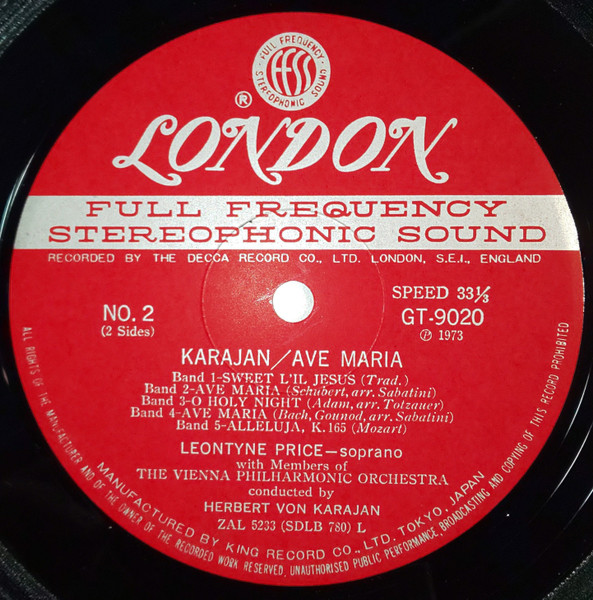 FULL FREQUENCY
FFSS
STEREOPHONIC SOUND
®
LONDON
FULL FREQUENCY
STEREOPHONIC SOUND
RECORDED BY THE DECCA RECORD CO., LTD. LONDON, S.E.I., ENGLAND
NO. 2
(2 Sides)
SPEED 33⅓
GT-9020
℗ 1973
KARAJAN/AVE MARIA
Band 1-SWEET L'IL JESUS (Trad.)
Band 2-AVE MARIA (Schubert, arr. Sabatini)
Band 3-O HOLY NIGHT (Adam, arr. Totzauer)
Band 4-AVE MARIA (Bach, Gounod, arr. Sabatini)
Band 5-ALLELUJA, K. 165 (Mozart)
LEONTYNE PRICE—soprano
with Members of
THE VIENNA PHILHARMONIC ORCHESTRA
conducted by
HERBERT VON KARAJAN
ZAL 5233 (SDLB 780) L
MANUFACTURED BY KING RECORD CO., LTD. TOKYO, JAPAN
ALL RIGHTS OF THE MANUFACTURER AND OF THE OWNER OF THE RECORDED WORK RESERVED, UNAUTHORISED PUBLIC PERFORMANCE, BROADCASTING AND COPYING OF THIS RECORD PROHIBITED